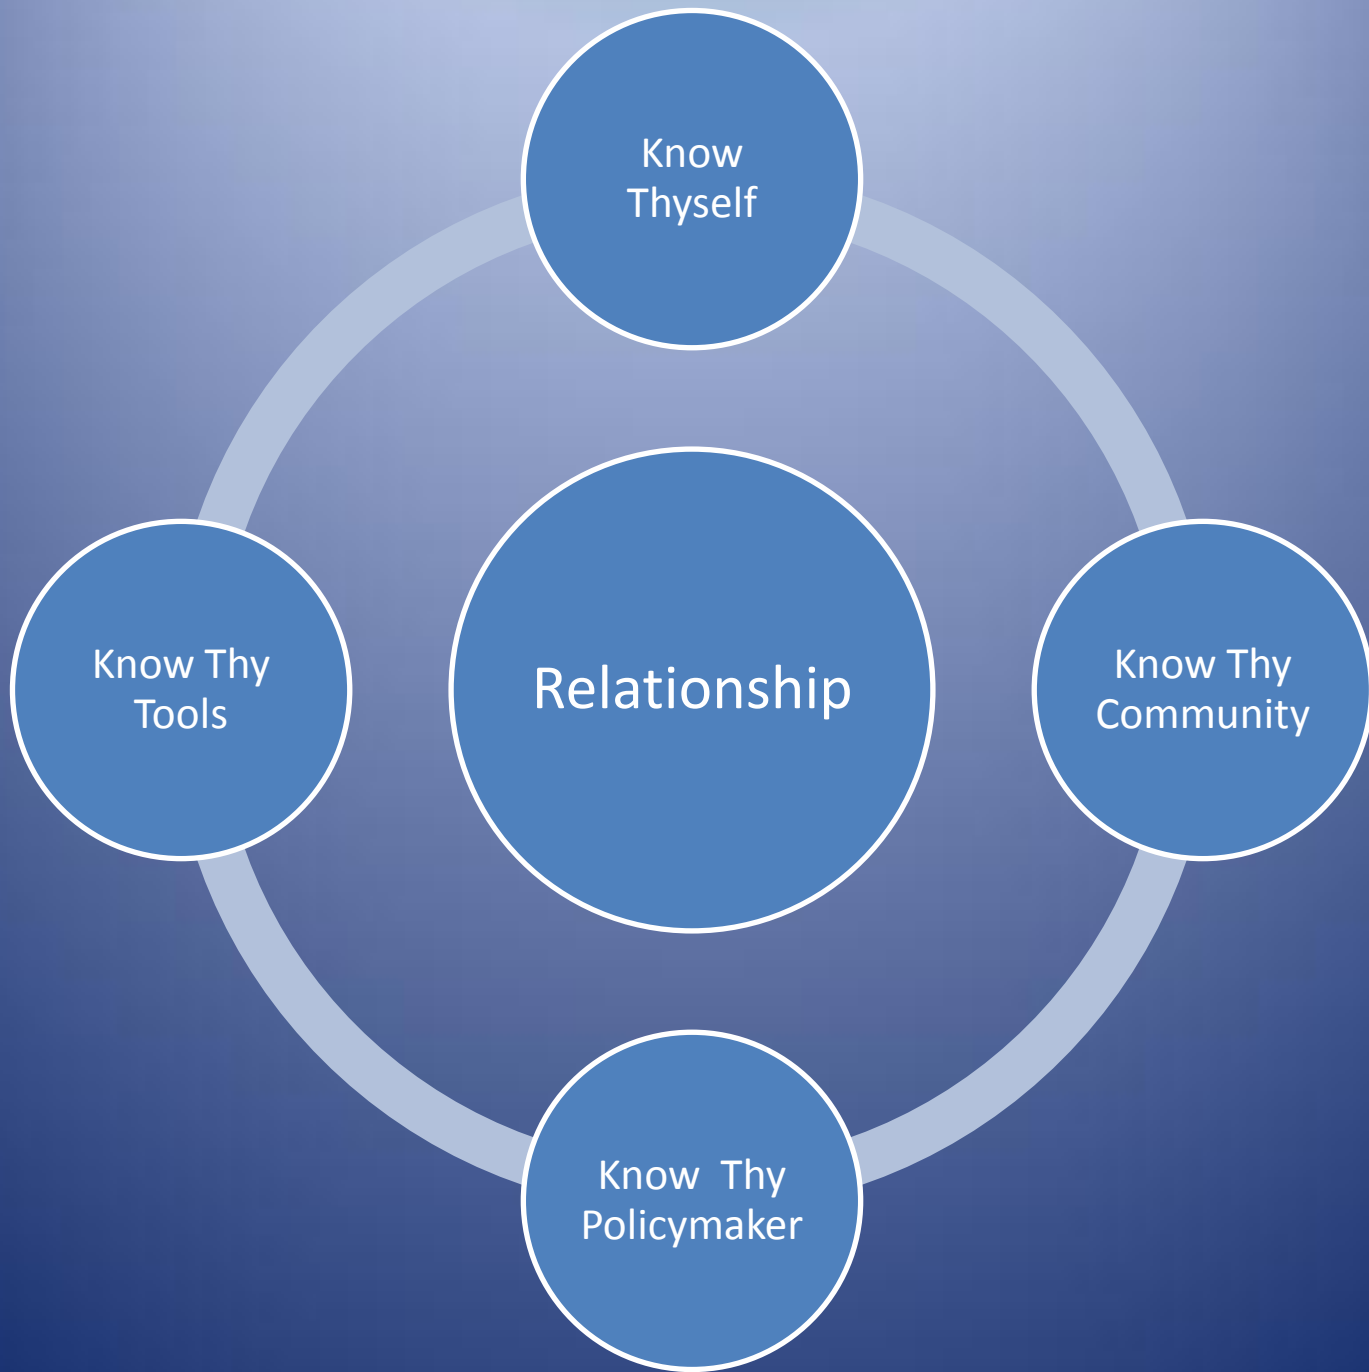 Know
Thyself
Know Thy
Tools
Relationship
Know Thy
Community
Know  Thy
Policymaker